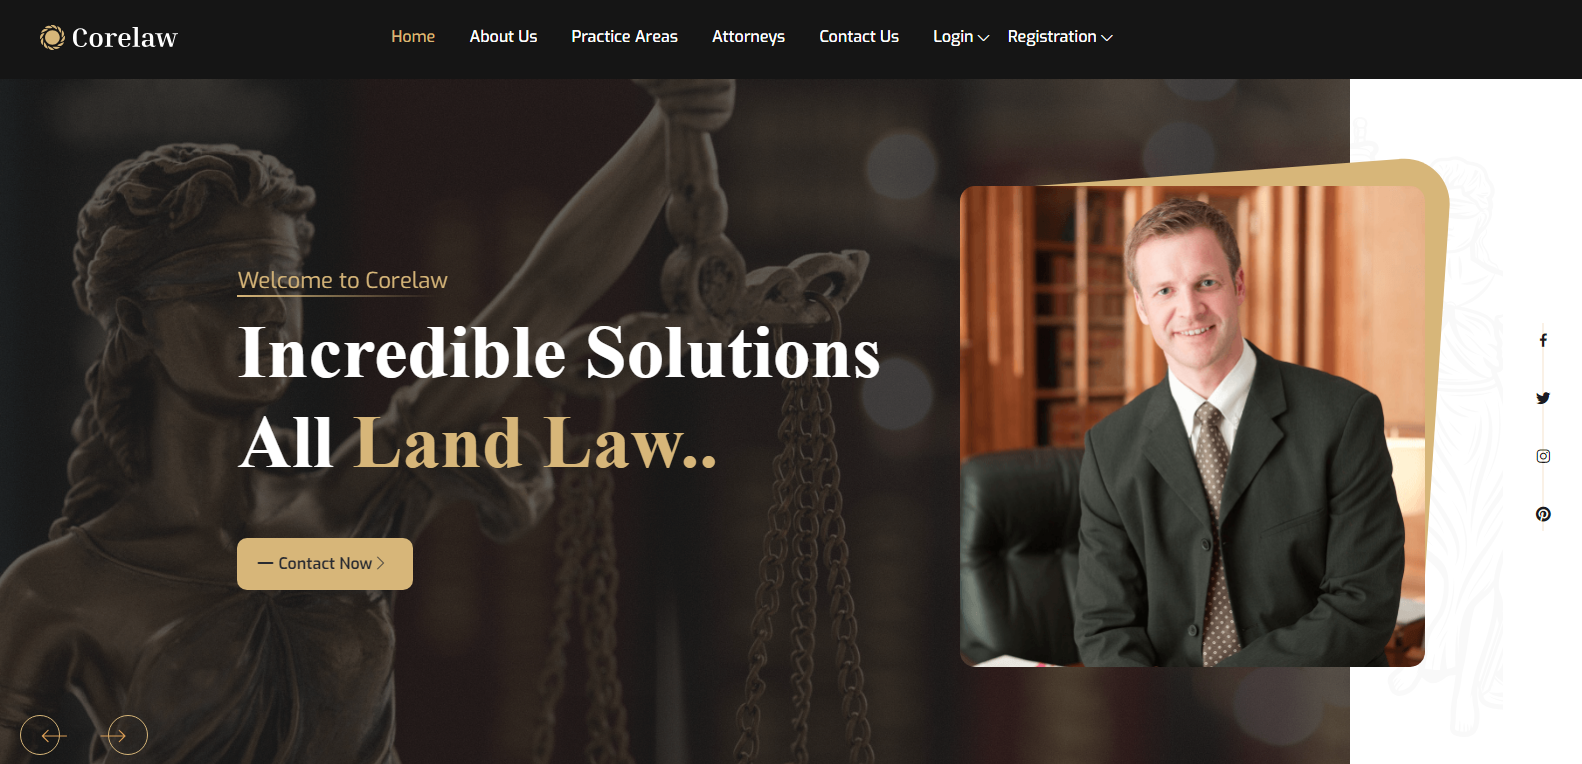 Corelaw
Home About Us Practice Areas Attorneys Contact Us Login Registration
Welcome to Corelaw
Incredible Solutions
All Land Law..
Contact Now